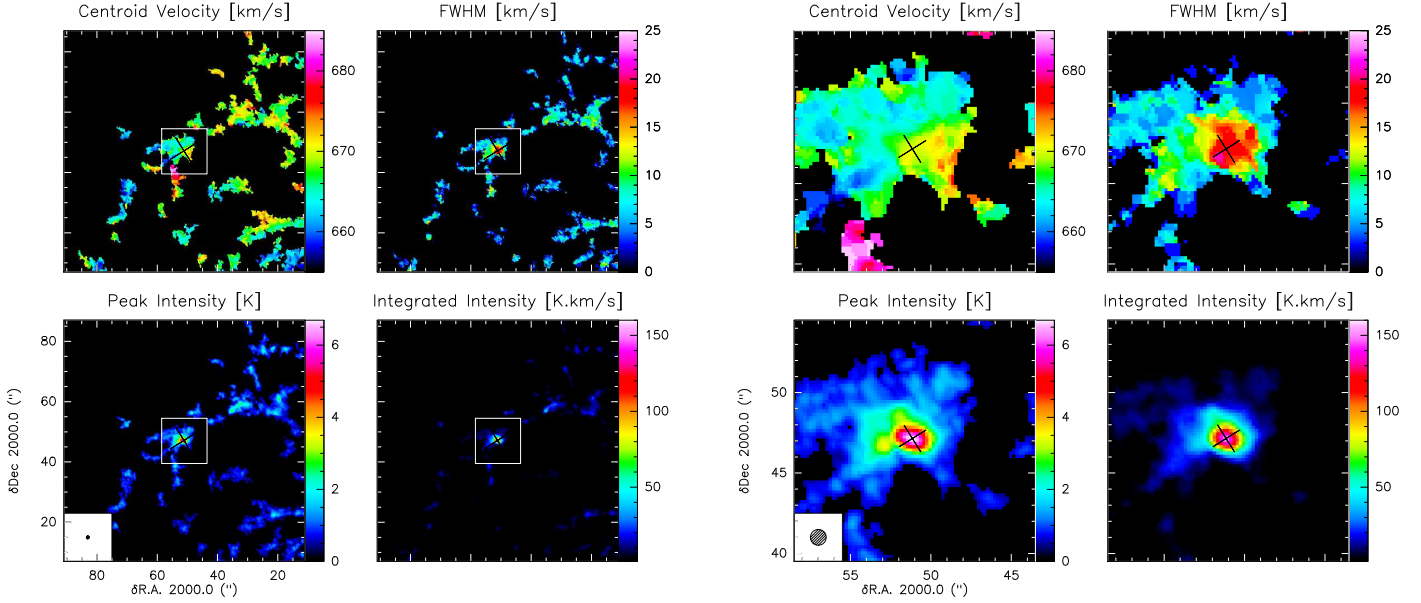 Centroid Velocity [km/s]
FWHM [km/s]
Centroid Velocity [km/s]
FWHM [km/s]
680
670
660
25
20
15
10
5
0
680
670
660
25
20
15
10
5
0
Peak Intensity [K]
Integrated Intensity [K.km/s]
Peak Intensity [K]
Integrated Intensity [K.km/s]
δDec 2000.0 (")
80
60
40
20
6
4
2
0
150
100
50
δDec 2000.0 (")
50
45
40
6
4
2
0
150
100
50
80 60 40 20
δR.A. 2000.0 (")
55 50 45
δR.A. 2000.0 (")